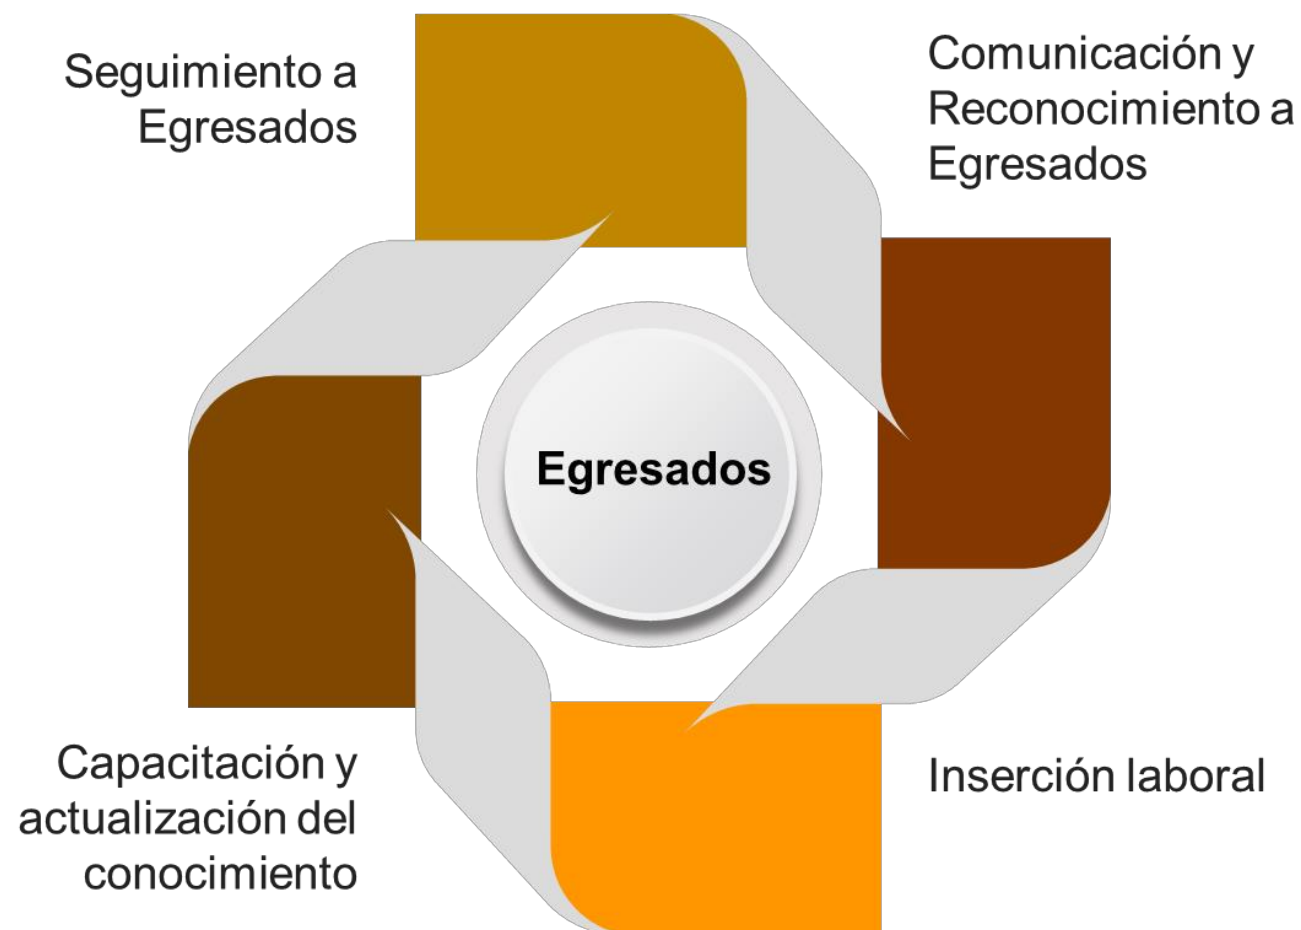 Seguimiento a
Egresados
Comunicación y
Reconocimiento a
Egresados
Egresados
Capacitación y
actualización del
conocimiento
Inserción laboral